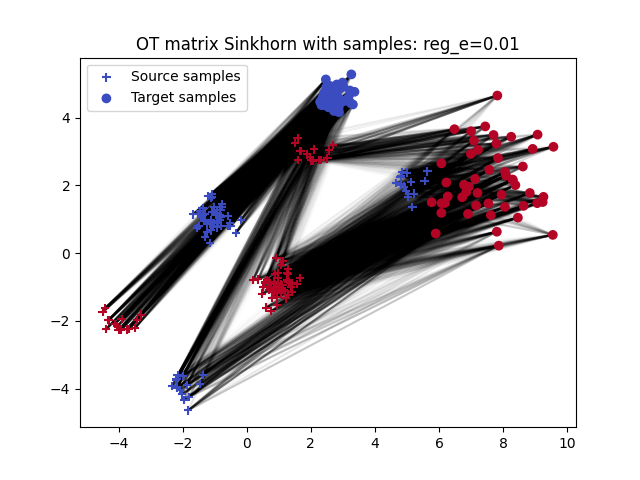 OT matrix Sinkhorn with samples: reg_e=0.01
Source samples
Target samples
4
2
0
−2
−4
−4 −2 0 2 4 6 8 10